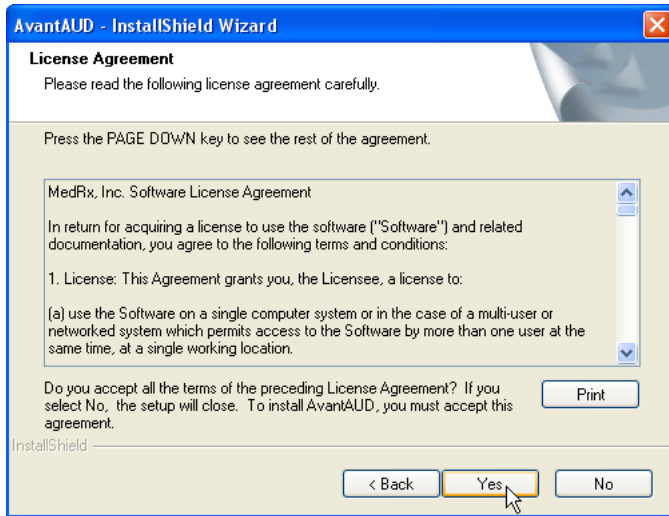 AvantAUD - InstallShield Wizard
License Agreement
Please read the following license agreement carefully.
Press the PAGE DOWN key to see the rest of the agreement.
MedRx, Inc. Software License Agreement
In return for acquiring a license to use the software ("Software") and related
documentation, you agree to the following terms and conditions:
1. License: This Agreement grants you, the Licensee, a license to:
(a) use the Software on a single computer system or in the case of a multi-user or
networked system which permits access to the Software by more than one user at the
same time, at a single working location.
Do you accept all the terms of the preceding License Agreement? If you
select No, the setup will close. To install AvantAUD, you must accept this
agreement.
Print
InstallShield
< Back
Yes
No